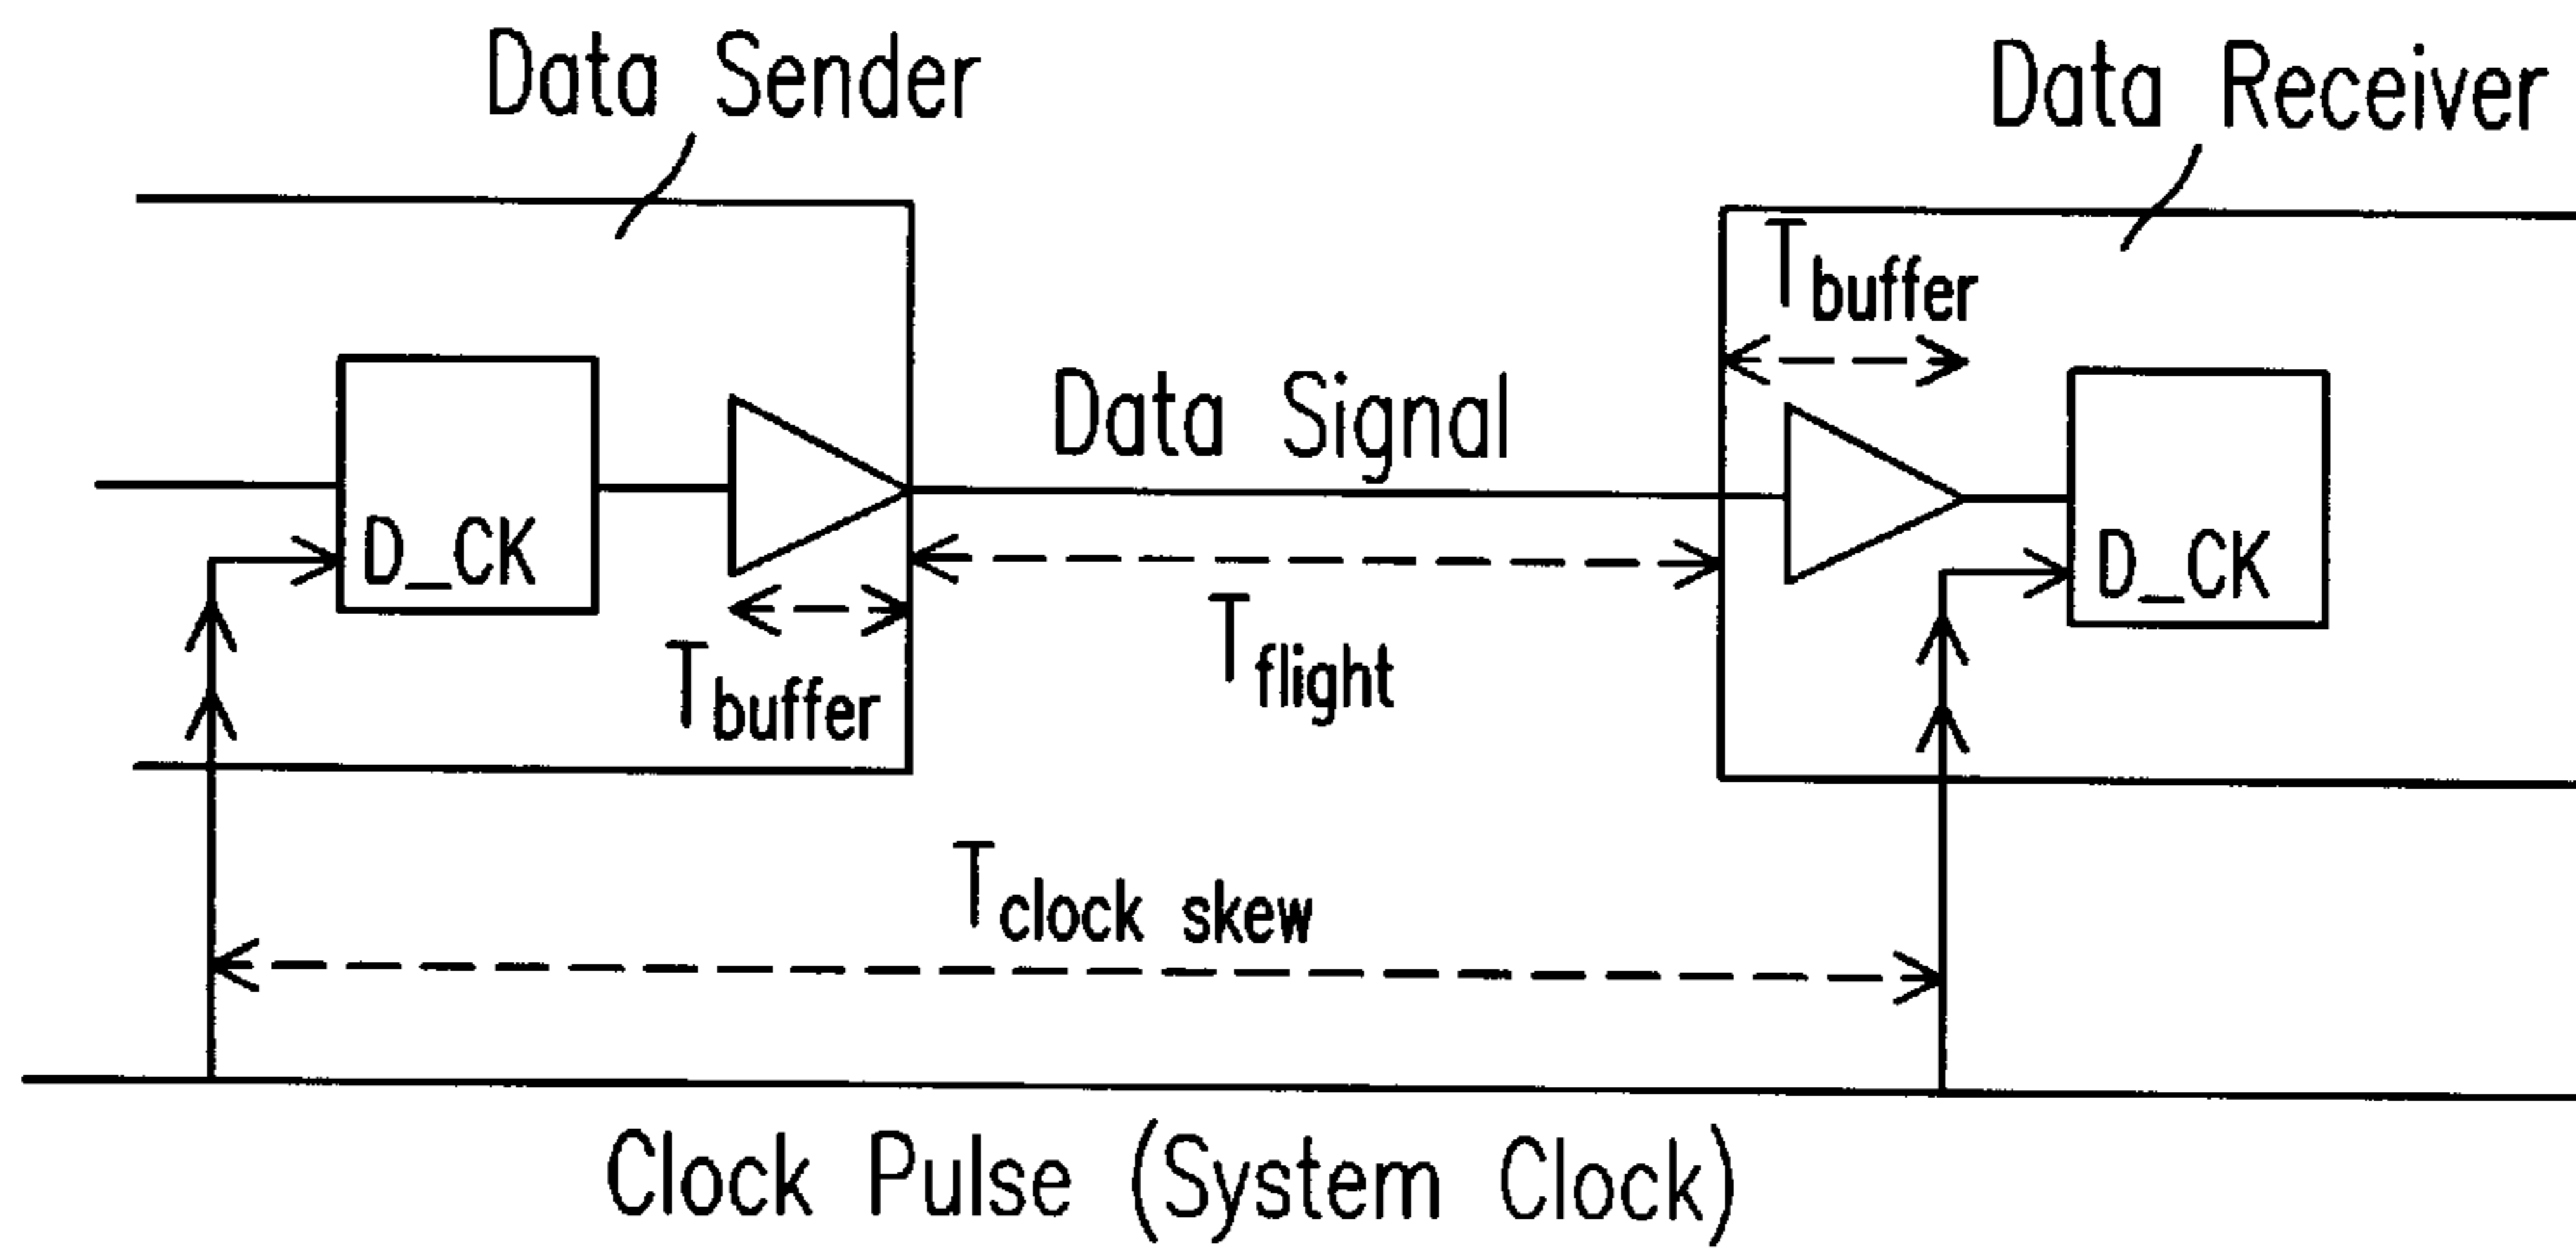 Data Sender
Data Receiver
Tbuffer
Data Signal
D_CK
D_CK
Tbuffer
Tflight
Tclock skew
Clock Pulse (System Clock)